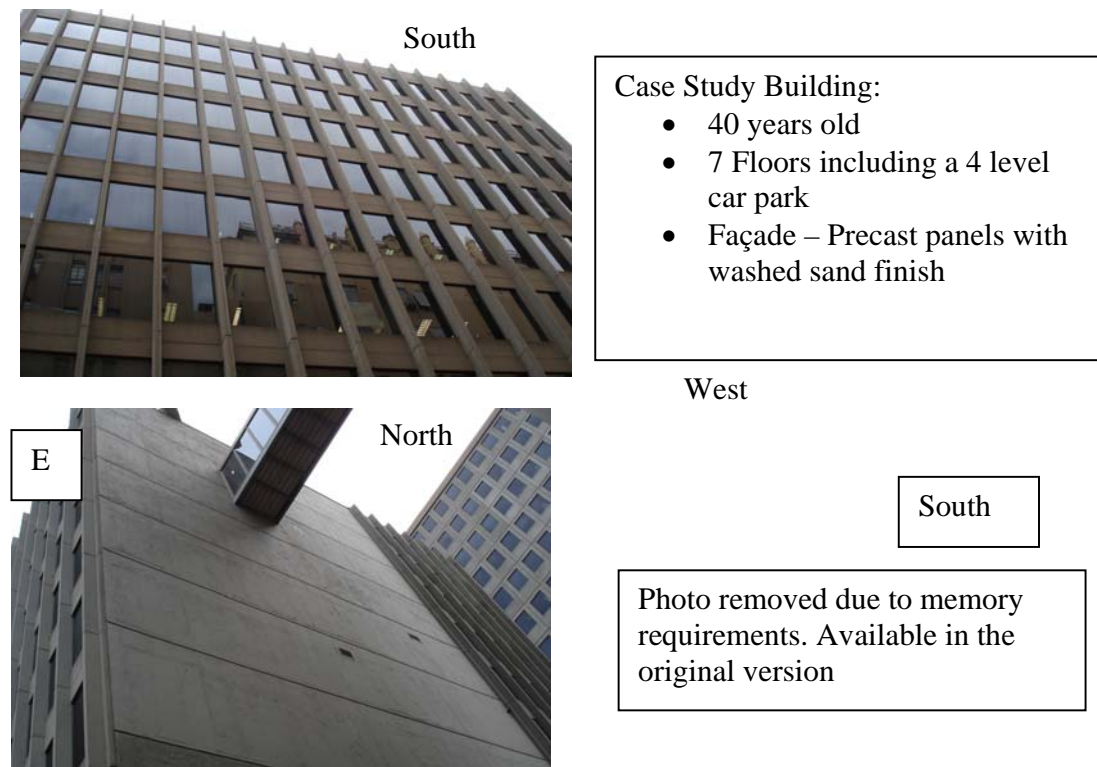 South
Case Study Building:
• 40 years old
• 7 Floors including a 4 level
car park
• Façade – Precast panels with
washed sand finish
West
E
North
South
Photo removed due to memory
requirements. Available in the
original version